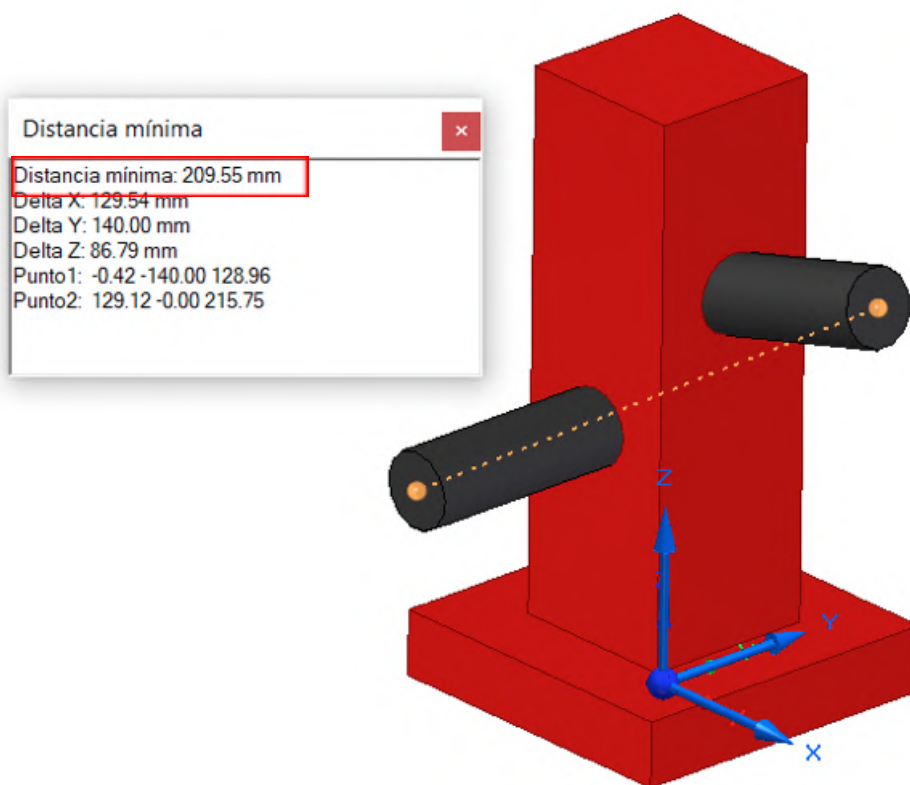 Distancia mínima
×
Distancia mínima: 209.55 mm
Delta X: 129.54 mm
Delta Y: 140.00 mm
Delta Z: 86.79 mm
Punto1: -0.42 -140.00 128.96
Punto2: 129.12 -0.00 215.75
Z
Y
X